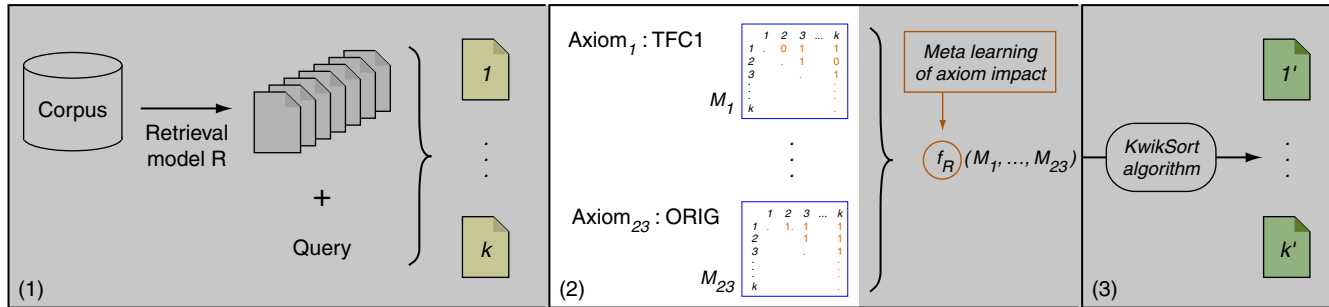 Corpus
Retrieval
model R
+
Query
1
.
.
.
k
(1)
Axiom1 : TFC1
1 2 3 ... k
1 . 0 1 1
2 . 1 0
3 . 1
. .
. .
. .
k .
M1
.
.
.
Axiom23 : ORIG
1 2 3 ... k
1 . 1. 1 1
2 1 1
3 . 1
. .
. .
. .
k .
M23
(2)
Meta learning
of axiom impact
fR (M1, ..., M23)
KwikSort
algorithm
1'
.
.
.
k'
(3)